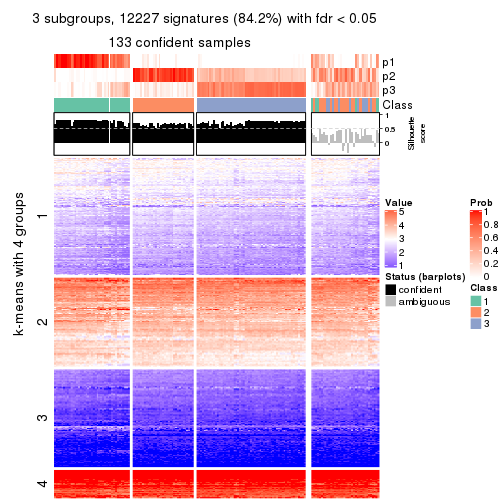 3 subgroups, 12227 signatures (84.2%) with fdr < 0.05
133 confident samples
p1
p2
p3
Class
1
0.5
0
Silhouette
score
k-means with 4 groups
1
2
3
4
Value
5
4
3
2
1
Status (barplots)
confident
ambiguous
Prob
1
0.8
0.6
0.4
0.2
0
Class
1
2
3